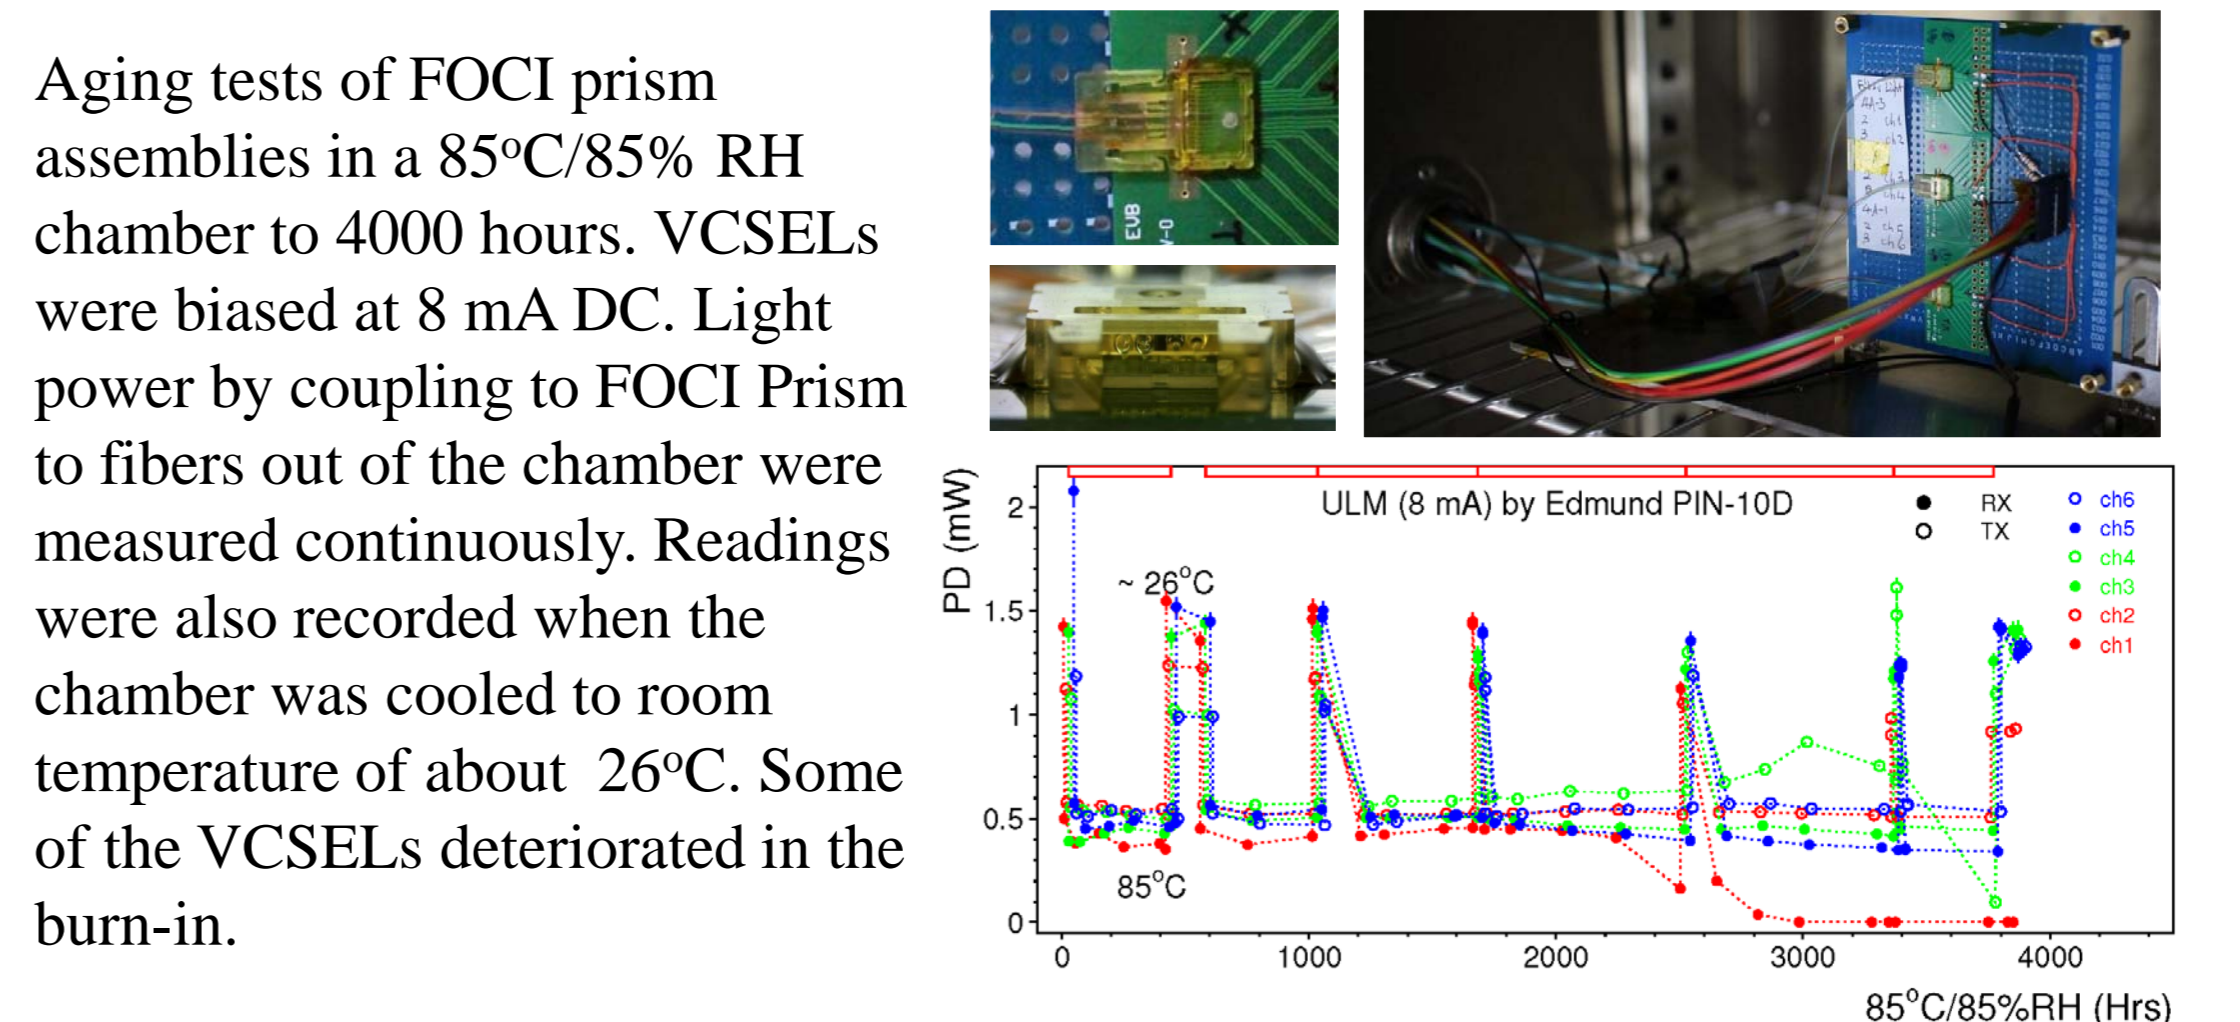 Aging tests of FOCI prism
assemblies in a 85°C/85% RH
chamber to 4000 hours. VCSELs
were biased at 8 mA DC. Light
power by coupling to FOCI Prism
to fibers out of the chamber were
measured continuously. Readings
were also recorded when the
chamber was cooled to room
temperature of about 26°C. Some
of the VCSELs deteriorated in the
burn-in.
EVB
V-0
PD (mW)
ULM (8 mA) by Edmund PIN-10D
RX
TX
ch6
ch5
ch4
ch3
ch2
ch1
~ 26°C
85°C
2
1.5
1
0.5
0
0 1000 2000 3000 4000
85°C/85%RH (Hrs)